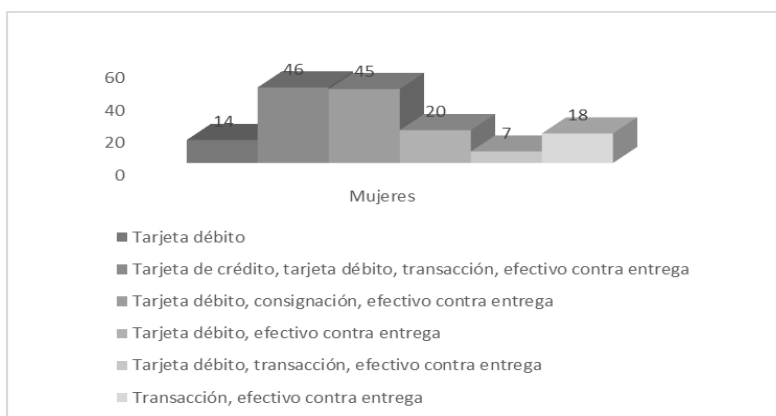 60
40
20
0
14
46
45
20
7
18
Mujeres
Tarjeta débito
Tarjeta de crédito, tarjeta débito, transacción, efectivo contra entrega
Tarjeta débito, consignación, efectivo contra entrega
Tarjeta débito, efectivo contra entrega
Tarjeta débito, transacción, efectivo contra entrega
Transacción, efectivo contra entrega